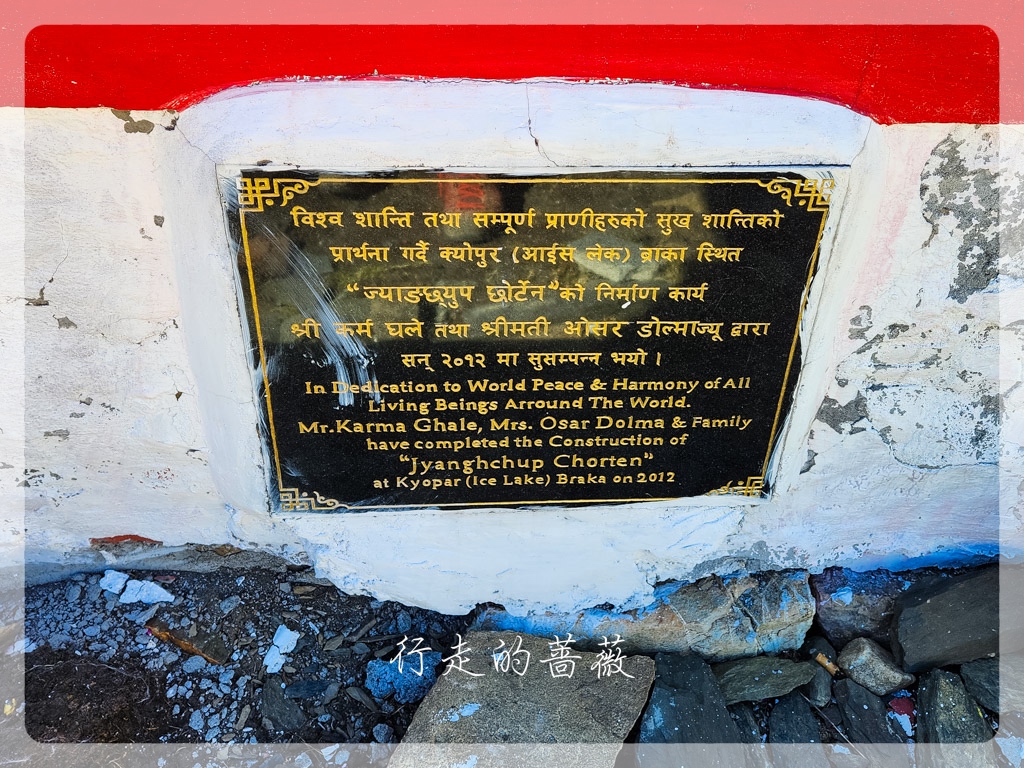 विश्व शान्ति तथा सम्पूर्ण प्राणीहरुको सुख शान्तिको
प्रार्थना गर्दै क्योपुर (आईस लेक) ब्राका स्थित
“ज्याङछ्युप छोर्टेन”को निर्माण कार्य
श्री कर्म घले तथा श्रीमती ओसर डोल्माज्यू द्वारा
सन् २०१२ मा सुसम्पन्न भयो ।
In Dedication to World Peace & Harmony of All
Living Beings Arround The World.
Mr.Karma Ghale, Mrs. Osar Dolma & Family
have completed the Construction of
“Jyanghchup Chorten”
at Kyopar (Ice Lake) Braka on 2012
行走的蔷薇